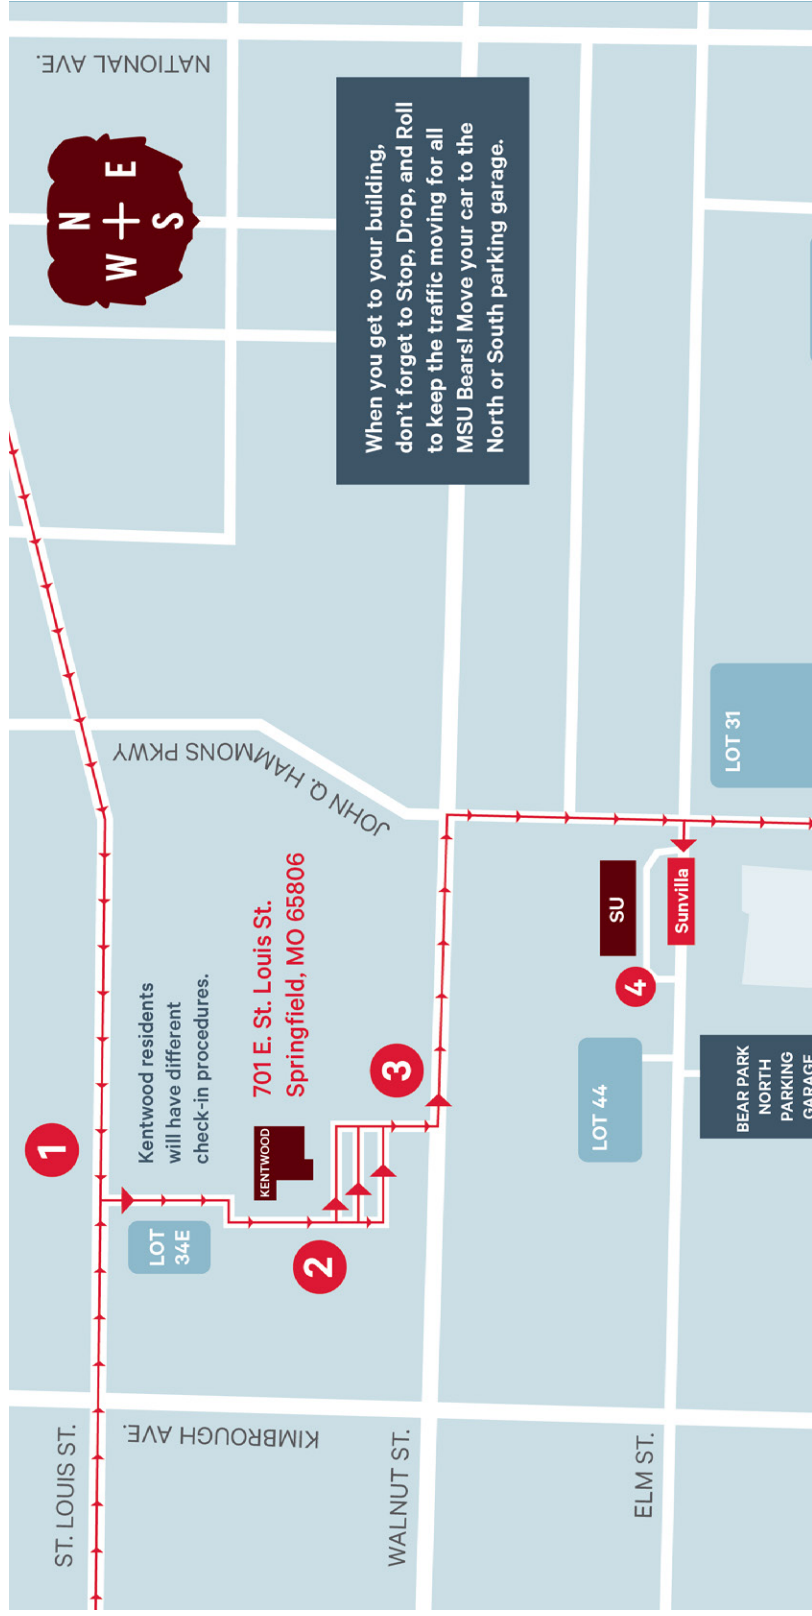 NATIONAL AVE.
N
W E
S
When you get to your building,
don't forget to Stop, Drop, and Roll
to keep the traffic moving for all
MSU Bears! Move your car to the
North or South parking garage.
JOHN Q. HAMMONS PKWY
1
Kentwood residents
will have different
check-in procedures.
701 E. St. Louis St.
Springfield, MO 65806
KENTWOOD
LOT
34E
2
3
ST. LOUIS ST.
KIMBROUGH AVE.
WALNUT ST.
SU
Sunvilla
4
LOT 31
LOT 44
BEAR PARK
NORTH
PARKING
GARAGE
ELM ST.